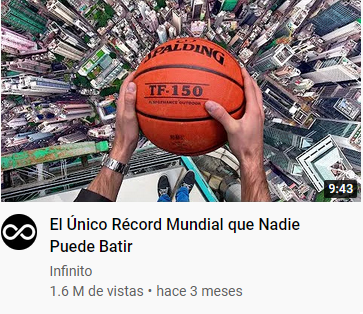 SPALDING
TF-150
PERFORMANCE OUTDOOR
9:43
El Único Récord Mundial que Nadie
Puede Batir
Infinito
1.6 M de vistas • hace 3 meses